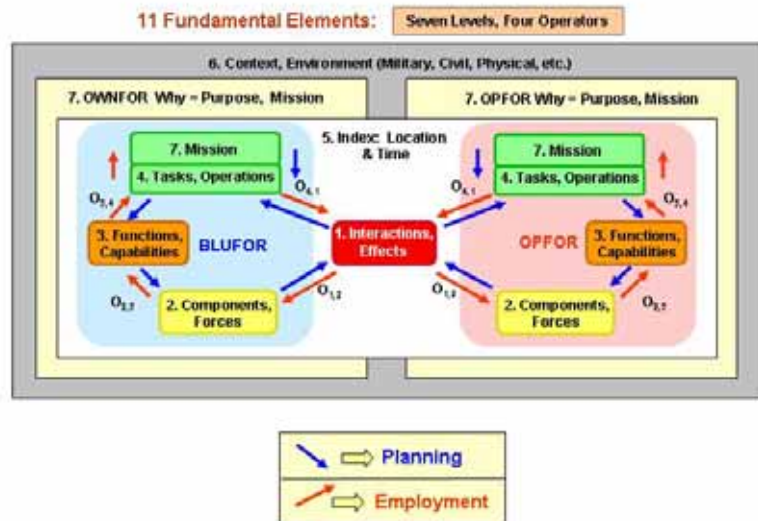 11 Fundamental Elements:
Seven Levels, Four Operators
6. Context, Environment (Military, Civil, Physical, etc.)
7. OWNFOR Why = Purpose, Mission
7. OPFOR Why = Purpose, Mission
5. Index: Location
& Time
7. Mission
4. Tasks, Operations
O4,1
O3,4
3. Functions,
Capabilities
BLUFOR
O2,3
2. Components,
Forces
O1,2
1. Interactions,
Effects
7. Mission
4. Tasks, Operations
O4,1
O3,4
OPFOR
3. Functions,
Capabilities
O1,2
2. Components,
Forces
O2,3
Planning
Employment